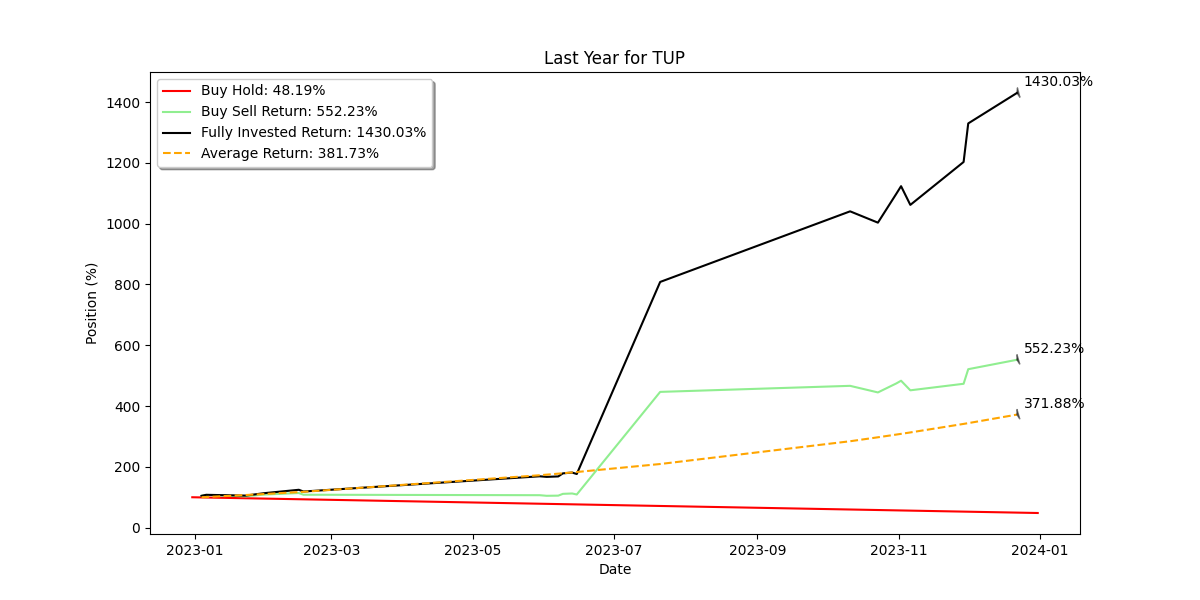 Last Year for TUP
Buy Hold: 48.19%
Buy Sell Return: 552.23%
Fully Invested Return: 1430.03%
Average Return: 381.73%
1430.03%
552.23%
371.88%
Position (%)
1400
1200
1000
800
600
400
200
0
2023-01
2023-03
2023-05
2023-07
2023-09
2023-11
2024-01
Date